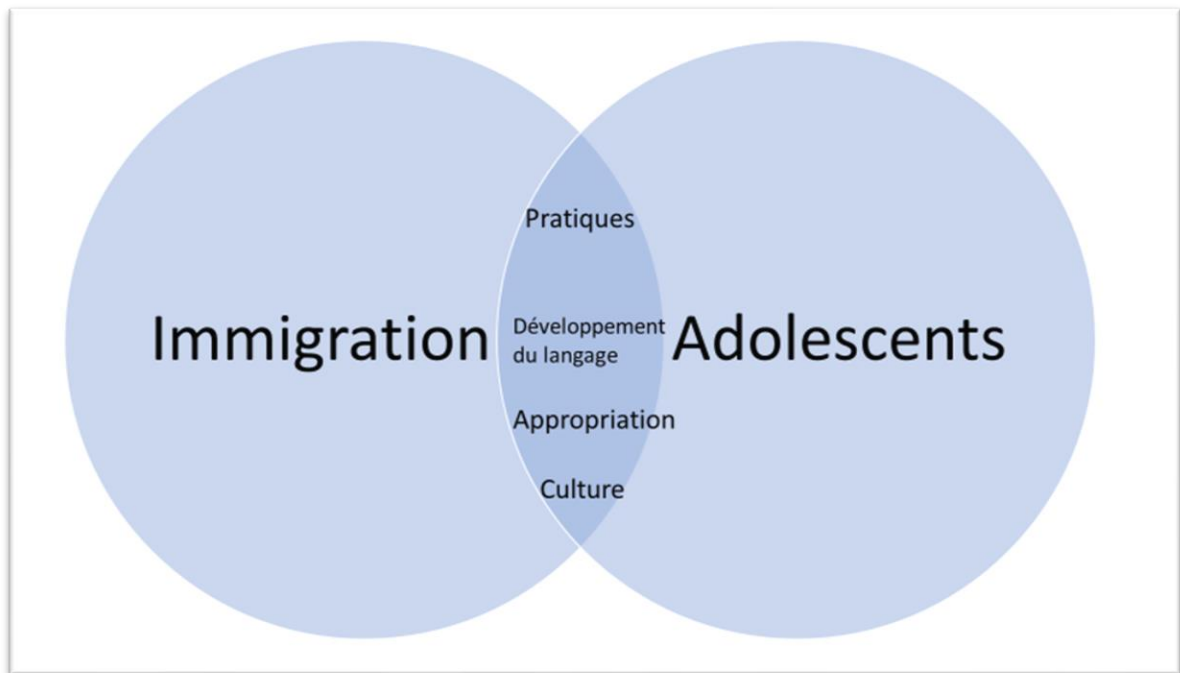 Pratiques
Immigration
Développement
du langage
Adolescents
Appropriation
Culture